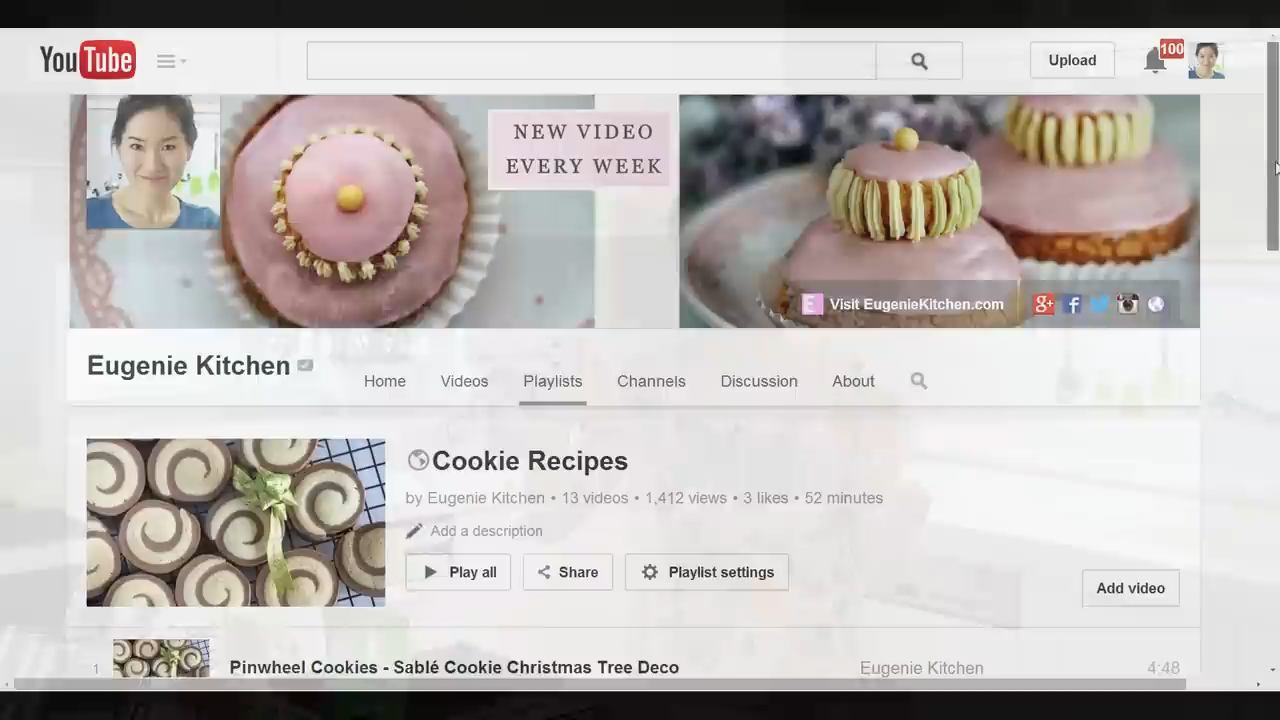 YouTube
Upload
100
NEW VIDEO
EVERY WEEK
E Visit EugenieKitchen.com
Eugenie Kitchen
Home Videos Playlists Channels Discussion About
Cookie Recipes
by Eugenie Kitchen • 13 videos • 1,412 views • 3 likes • 52 minutes
Add a description
Play all Share Playlist settings
Add video
1 Pinwheel Cookies - Sablé Cookie Christmas Tree Deco Eugenie Kitchen 4:48